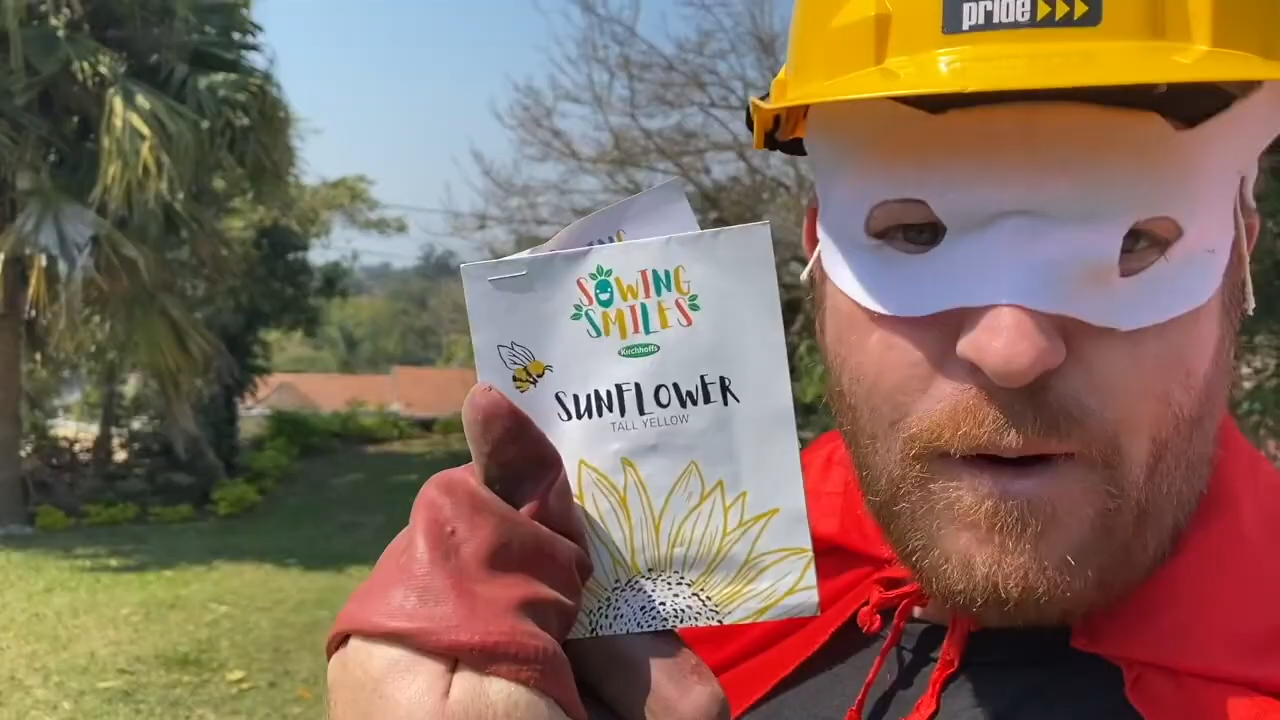 pride
SOWING
SMILES
Kirchhoffs
SUNFLOWER
TALL YELLOW